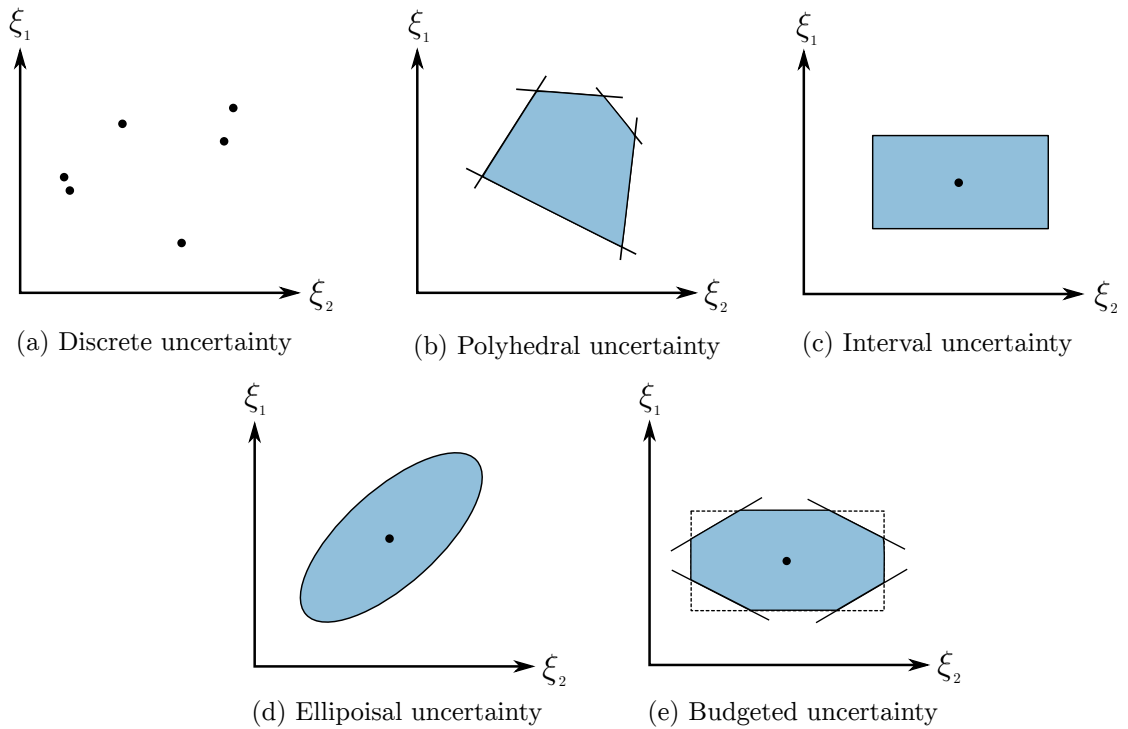 ξ₁
ξ₁
ξ₁
ξ₂
ξ₂
ξ₂
(a) Discrete uncertainty
(b) Polyhedral uncertainty
(c) Interval uncertainty
ξ₁
ξ₁
ξ₂
ξ₂
(d) Ellipoisal uncertainty
(e) Budgeted uncertainty